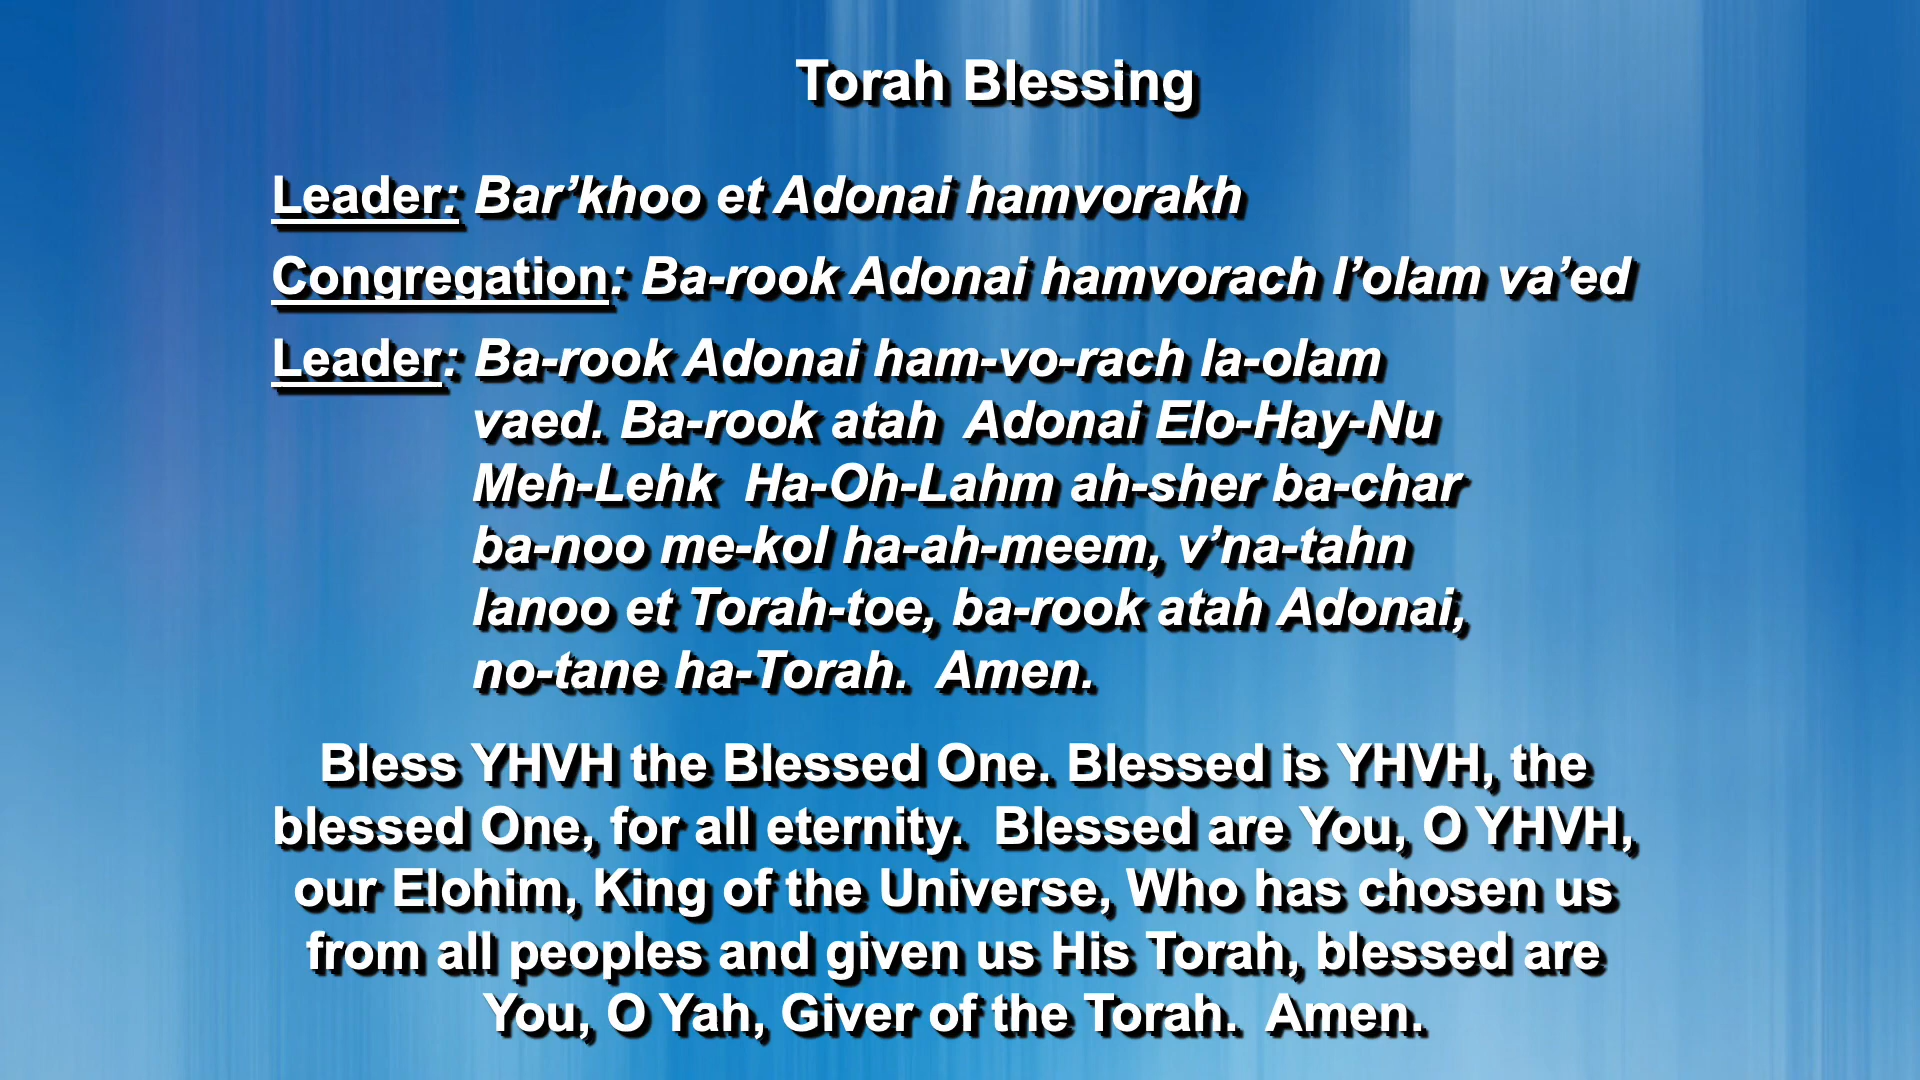 Torah Blessing
Leader: Bar’khoo et Adonai hamvorakh
Congregation: Ba-rook Adonai hamvorach l’olam va’ed
Leader: Ba-rook Adonai ham-vo-rach la-olam
vaed. Ba-rook atah  Adonai Elo-Hay-Nu
Meh-Lehk  Ha-Oh-Lahm ah-sher ba-char
ba-noo me-kol ha-ah-meem, v’na-tahn
lanoo et Torah-toe, ba-rook atah Adonai,
no-tane ha-Torah.  Amen.
Bless YHVH the Blessed One. Blessed is YHVH, the
blessed One, for all eternity.  Blessed are You, O YHVH,
our Elohim, King of the Universe, Who has chosen us
from all peoples and given us His Torah, blessed are
You, O Yah, Giver of the Torah.  Amen.